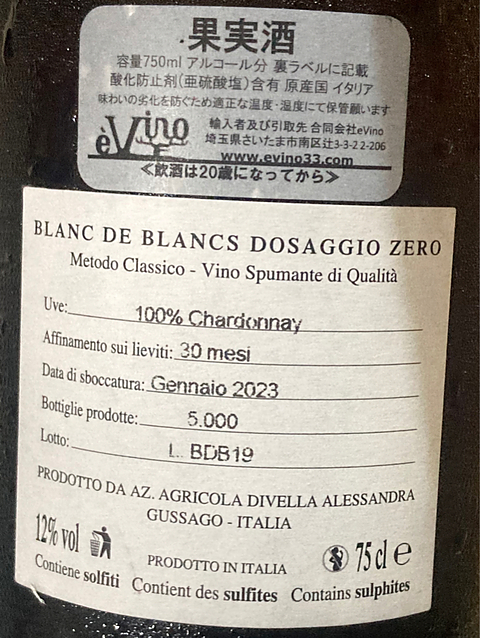 ・果実酒
容量750ml アルコール分 裏ラベルに記載
酸化防止剤(亜硫酸塩)含有 原産国 イタリア
味わいの劣化を防ぐため適正な温度・湿度にて保管願います
èVino
輸入者及び引取先 合同会社eVino
埼玉県さいたま市南区辻3-3-22-206
www.evino33.com
≪飲酒は20歳になってから≫
BLANC DE BLANCS DOSAGGIO ZERO
Metodo Classico - Vino Spumante di Qualità
Uve: 100% Chardonnay
Affinamento sui lieviti: 30 mesi
Data di sboccatura: Gennaio 2023
Bottiglie prodotte: 5.000
Lotto: L. BDB19
PRODOTTO DA AZ. AGRICOLA DIVELLA ALESSANDRA
GUSSAGO - ITALIA
12% vol
PRODOTTO IN ITALIA
75 cl e
Contiene solfiti Contient des sulfites Contains sulphites